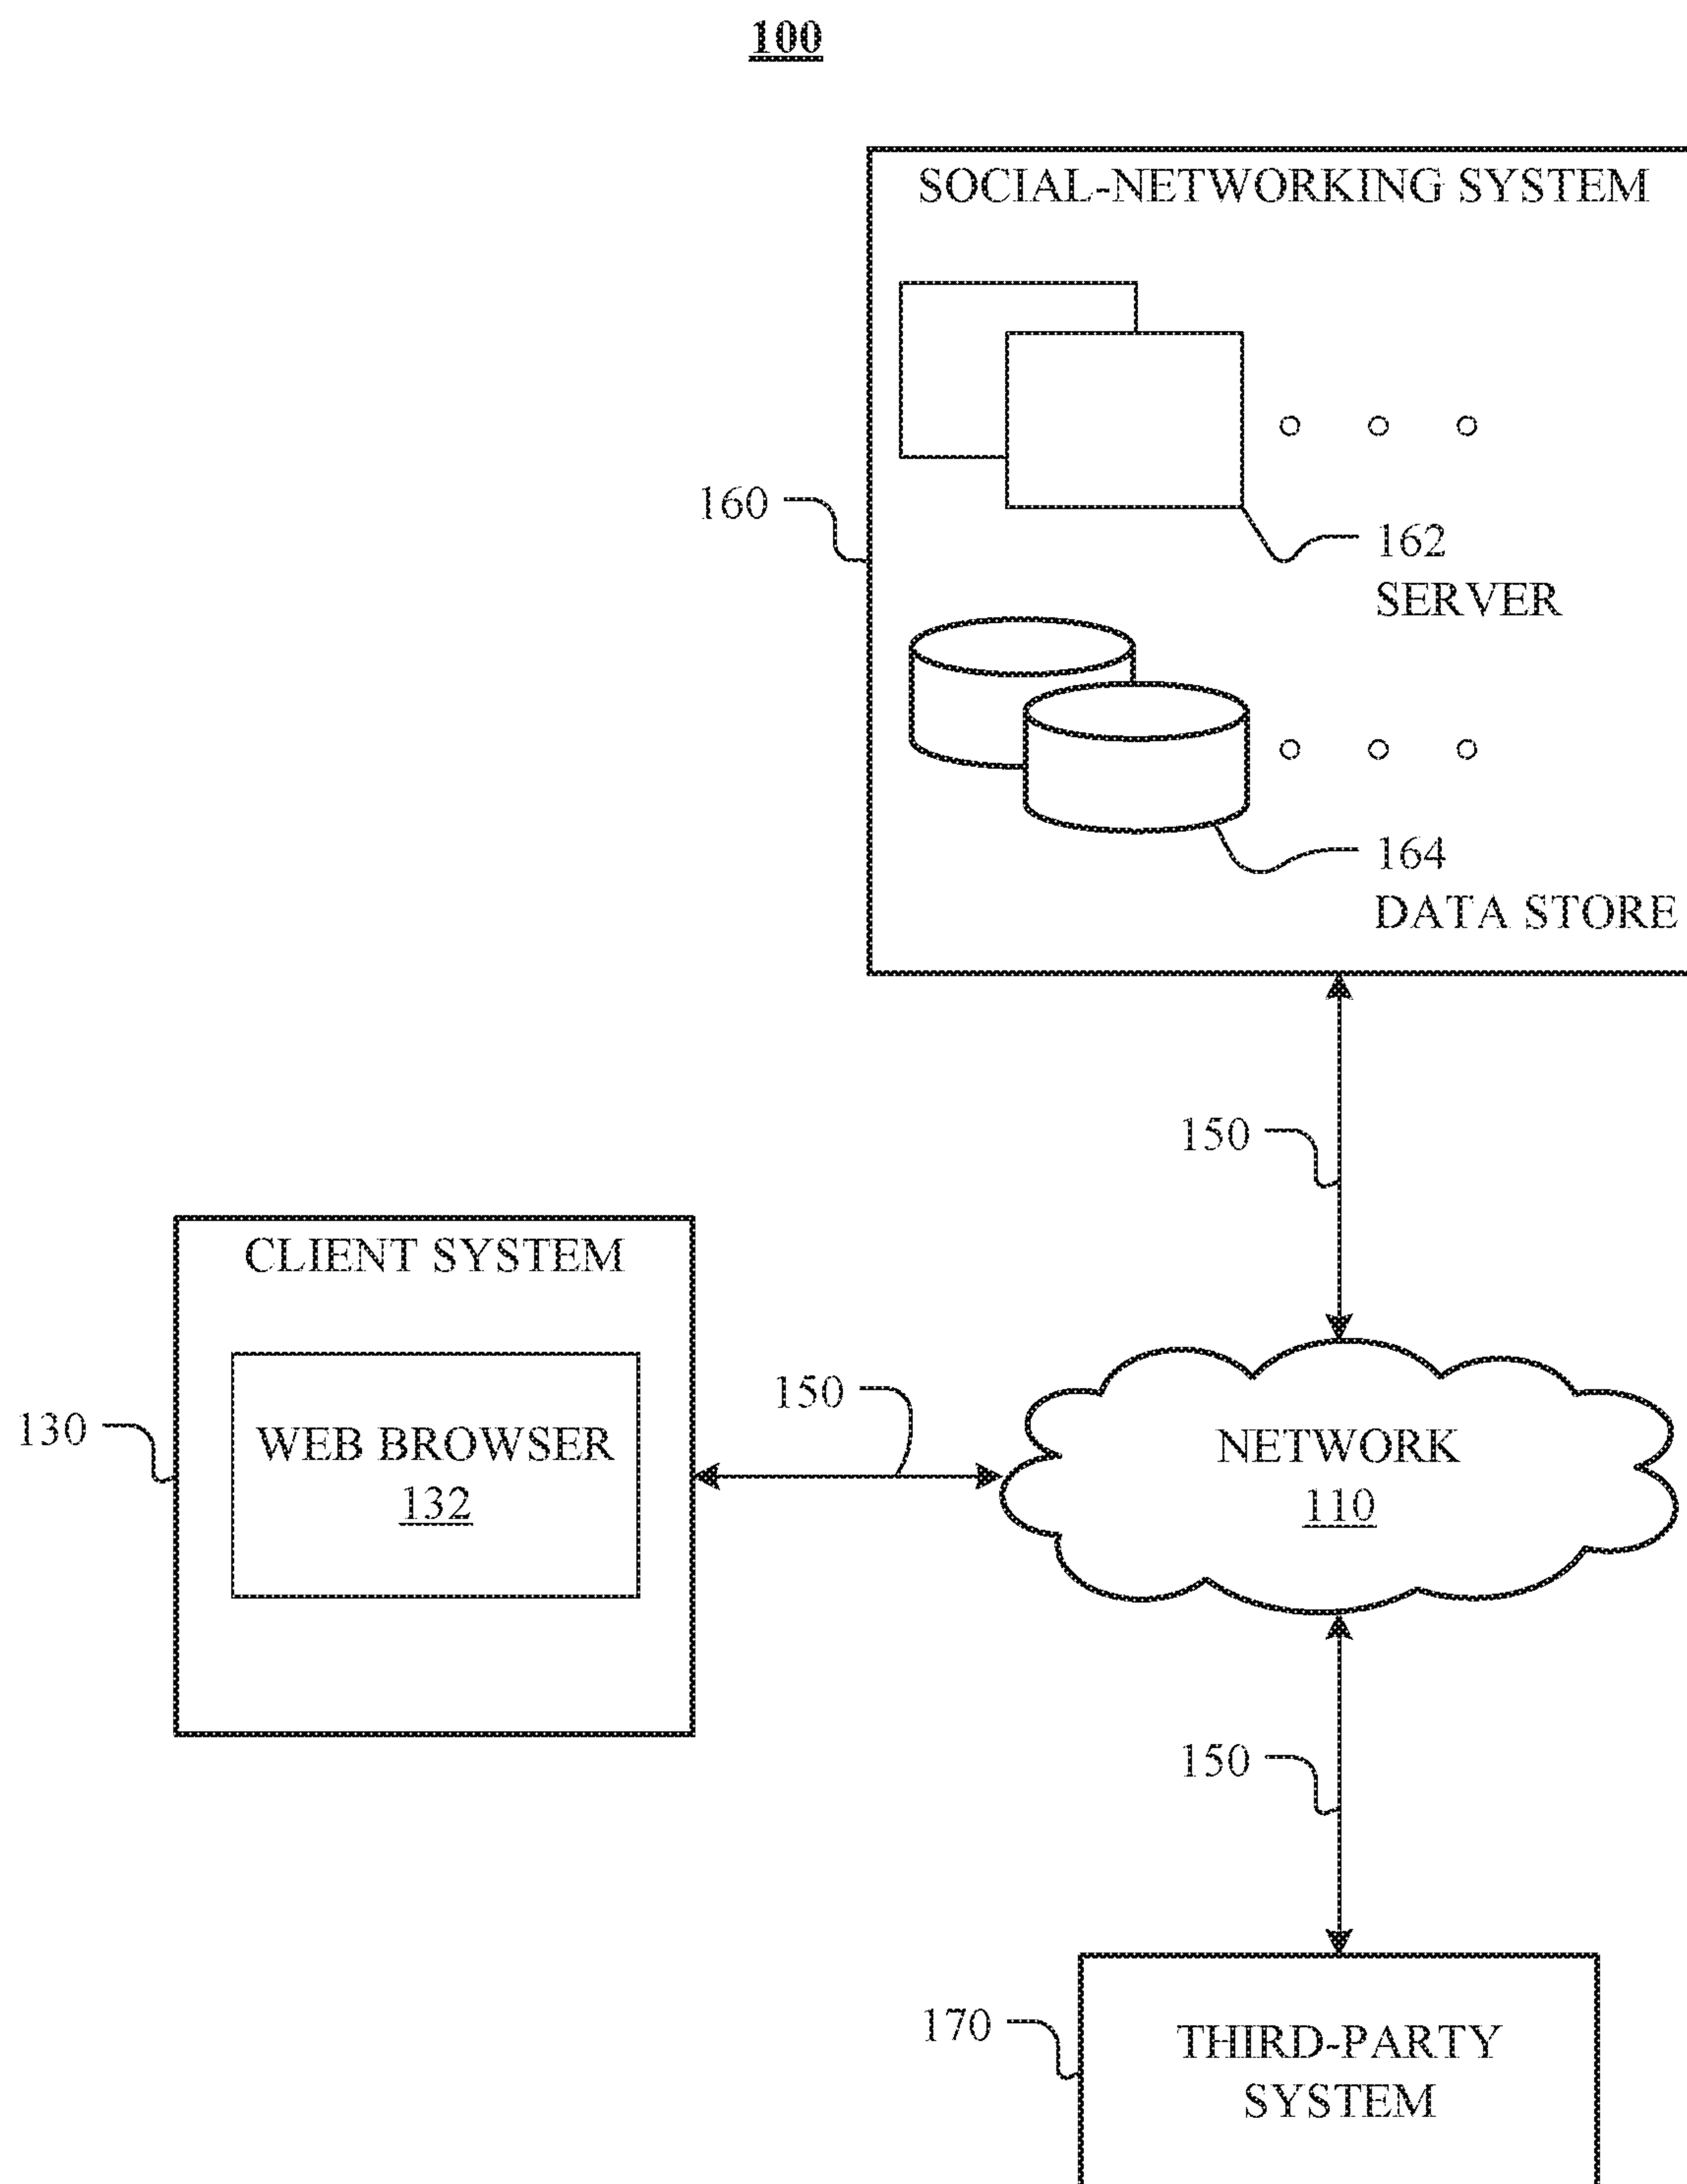 100
SOCIAL-NETWORKING SYSTEM
160
162
SERVER
164
DATA STORE
150
CLIENT SYSTEM
130
WEB BROWSER
132
150
NETWORK
110
150
170
THIRD-PARTY
SYSTEM